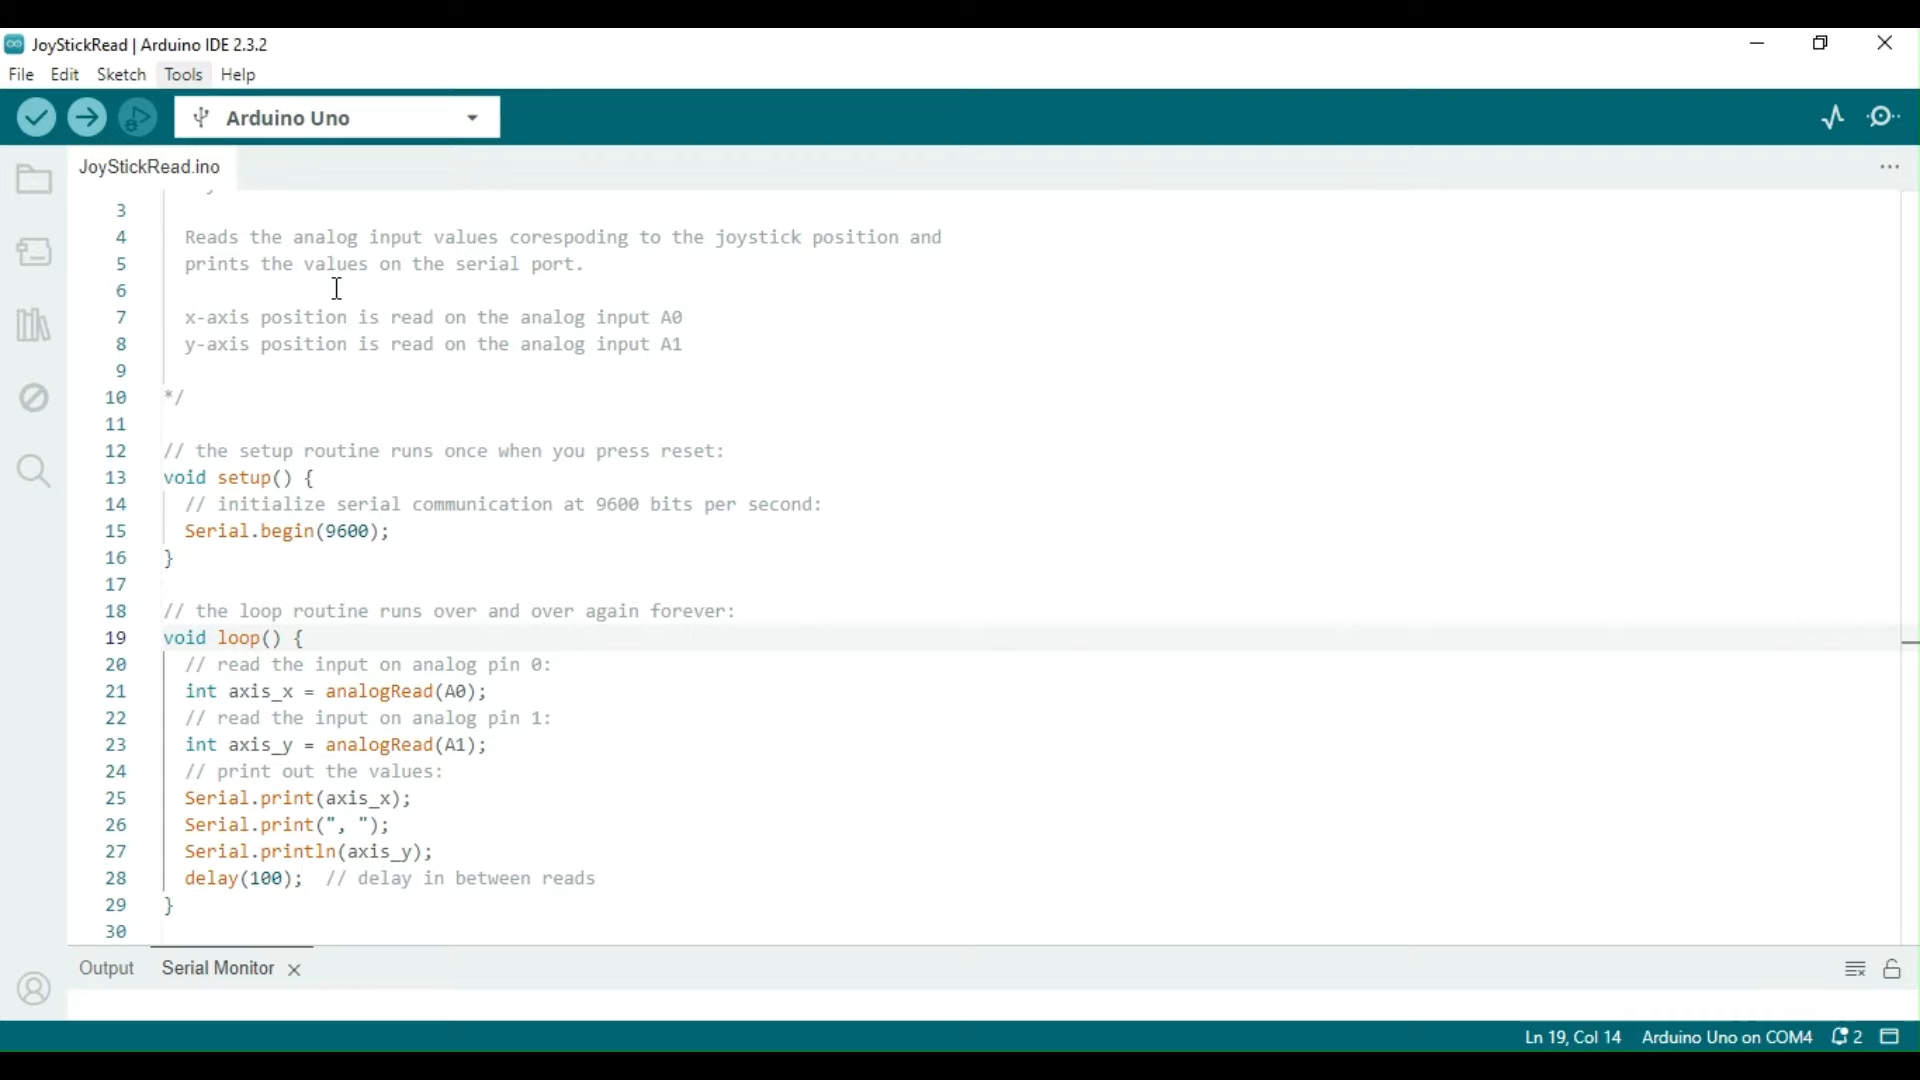 JoyStickRead | Arduino IDE 2.3.2
File Edit Sketch Tools Help
Arduino Uno
JoyStickRead.ino
3
4 Reads the analog input values corespoding to the joystick position and
5 prints the values on the serial port.
6
7 x-axis position is read on the analog input A0
8 y-axis position is read on the analog input A1
9
10 */
11
12 // the setup routine runs once when you press reset:
13 void setup() {
14 // initialize serial communication at 9600 bits per second:
15 Serial.begin(9600);
16 }
17
18 // the loop routine runs over and over again forever:
19 void loop() {
20 // read the input on analog pin 0:
21 int axis_x = analogRead(A0);
22 // read the input on analog pin 1:
23 int axis_y = analogRead(A1);
24 // print out the values:
25 Serial.print(axis_x);
26 Serial.print(", ");
27 Serial.println(axis_y);
28 delay(100); // delay in between reads
29 }
30
Output Serial Monitor
Ln 19, Col 14 Arduino Uno on COM4 2